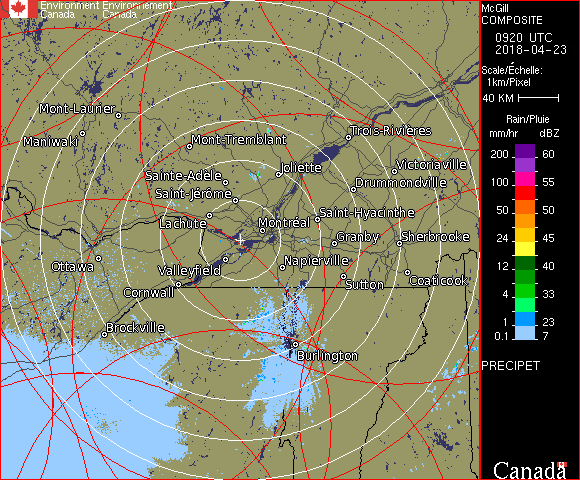 Environment Environnement
Canada Canada
McGill
COMPOSITE
0920 UTC
2018-04-23
Scale/Échelle:
1km/Pixel
40 KM
Rain/Pluie
mm/hr dBZ
200 60
100 55
50 50
24 45
12 40
4 33
1 23
0.1 7
PRECIPET
Canada
Mont-Laurier
Maniwaki
Mont-Tremblant
Trois-Rivières
Joliette
Victoriaville
Sainte-Adèle
Drummondville
Saint-Jérôme
Saint-Hyacinthe
Lachute
Montréal
Granby
Sherbrooke
Ottawa
Valleyfield
Napierville
Cornwall
Sutton
Coaticook
Brockville
Burlington